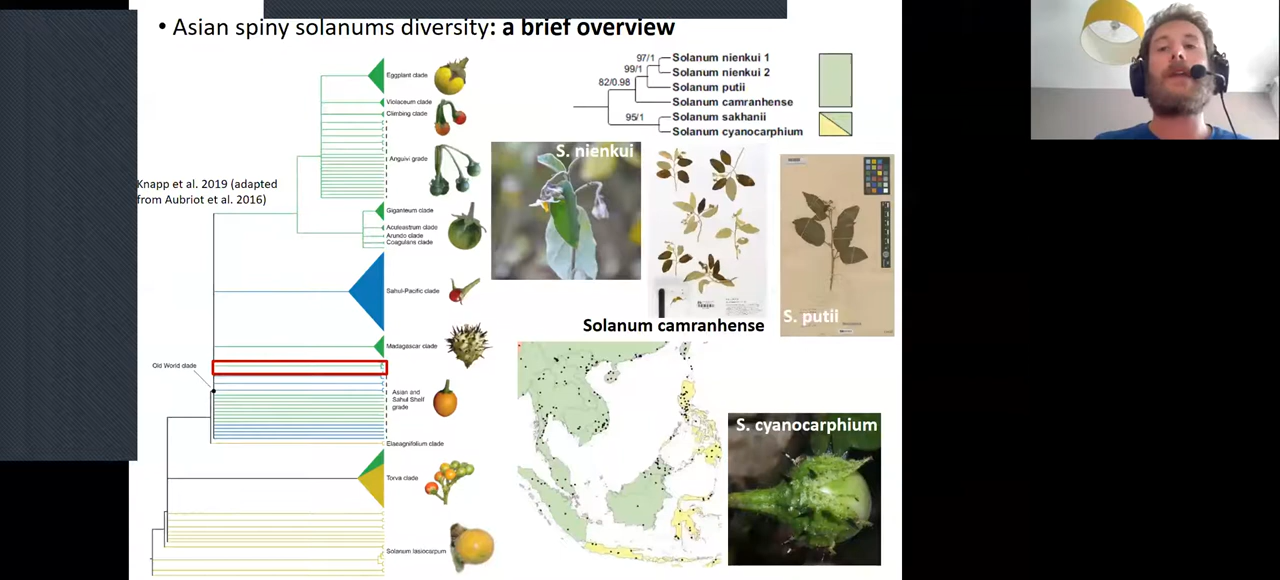 • Asian spiny solanums diversity: a brief overview
Eggplant clade
Violaceum clade
Climbing clade
Anguivi grade
Knapp et al. 2019 (adapted
from Aubriot et al. 2016)
Giganteum clade
Aculeastrum clade
Arundo clade
Coagulans clade
Sahul-Pacific clade
Madagascar clade
Old World clade
Asian and
Sahul Shelf
grade
Elaeagnifolium clade
Torva clade
Solanum lasiocarpum
97/1
99/1
82/0.98
95/1
Solanum nienkui 1
Solanum nienkui 2
Solanum putii
Solanum camranhense
Solanum sakhanii
Solanum cyanocarphium
S. nienkui
Solanum camranhense
S. putii
S. cyanocarphium